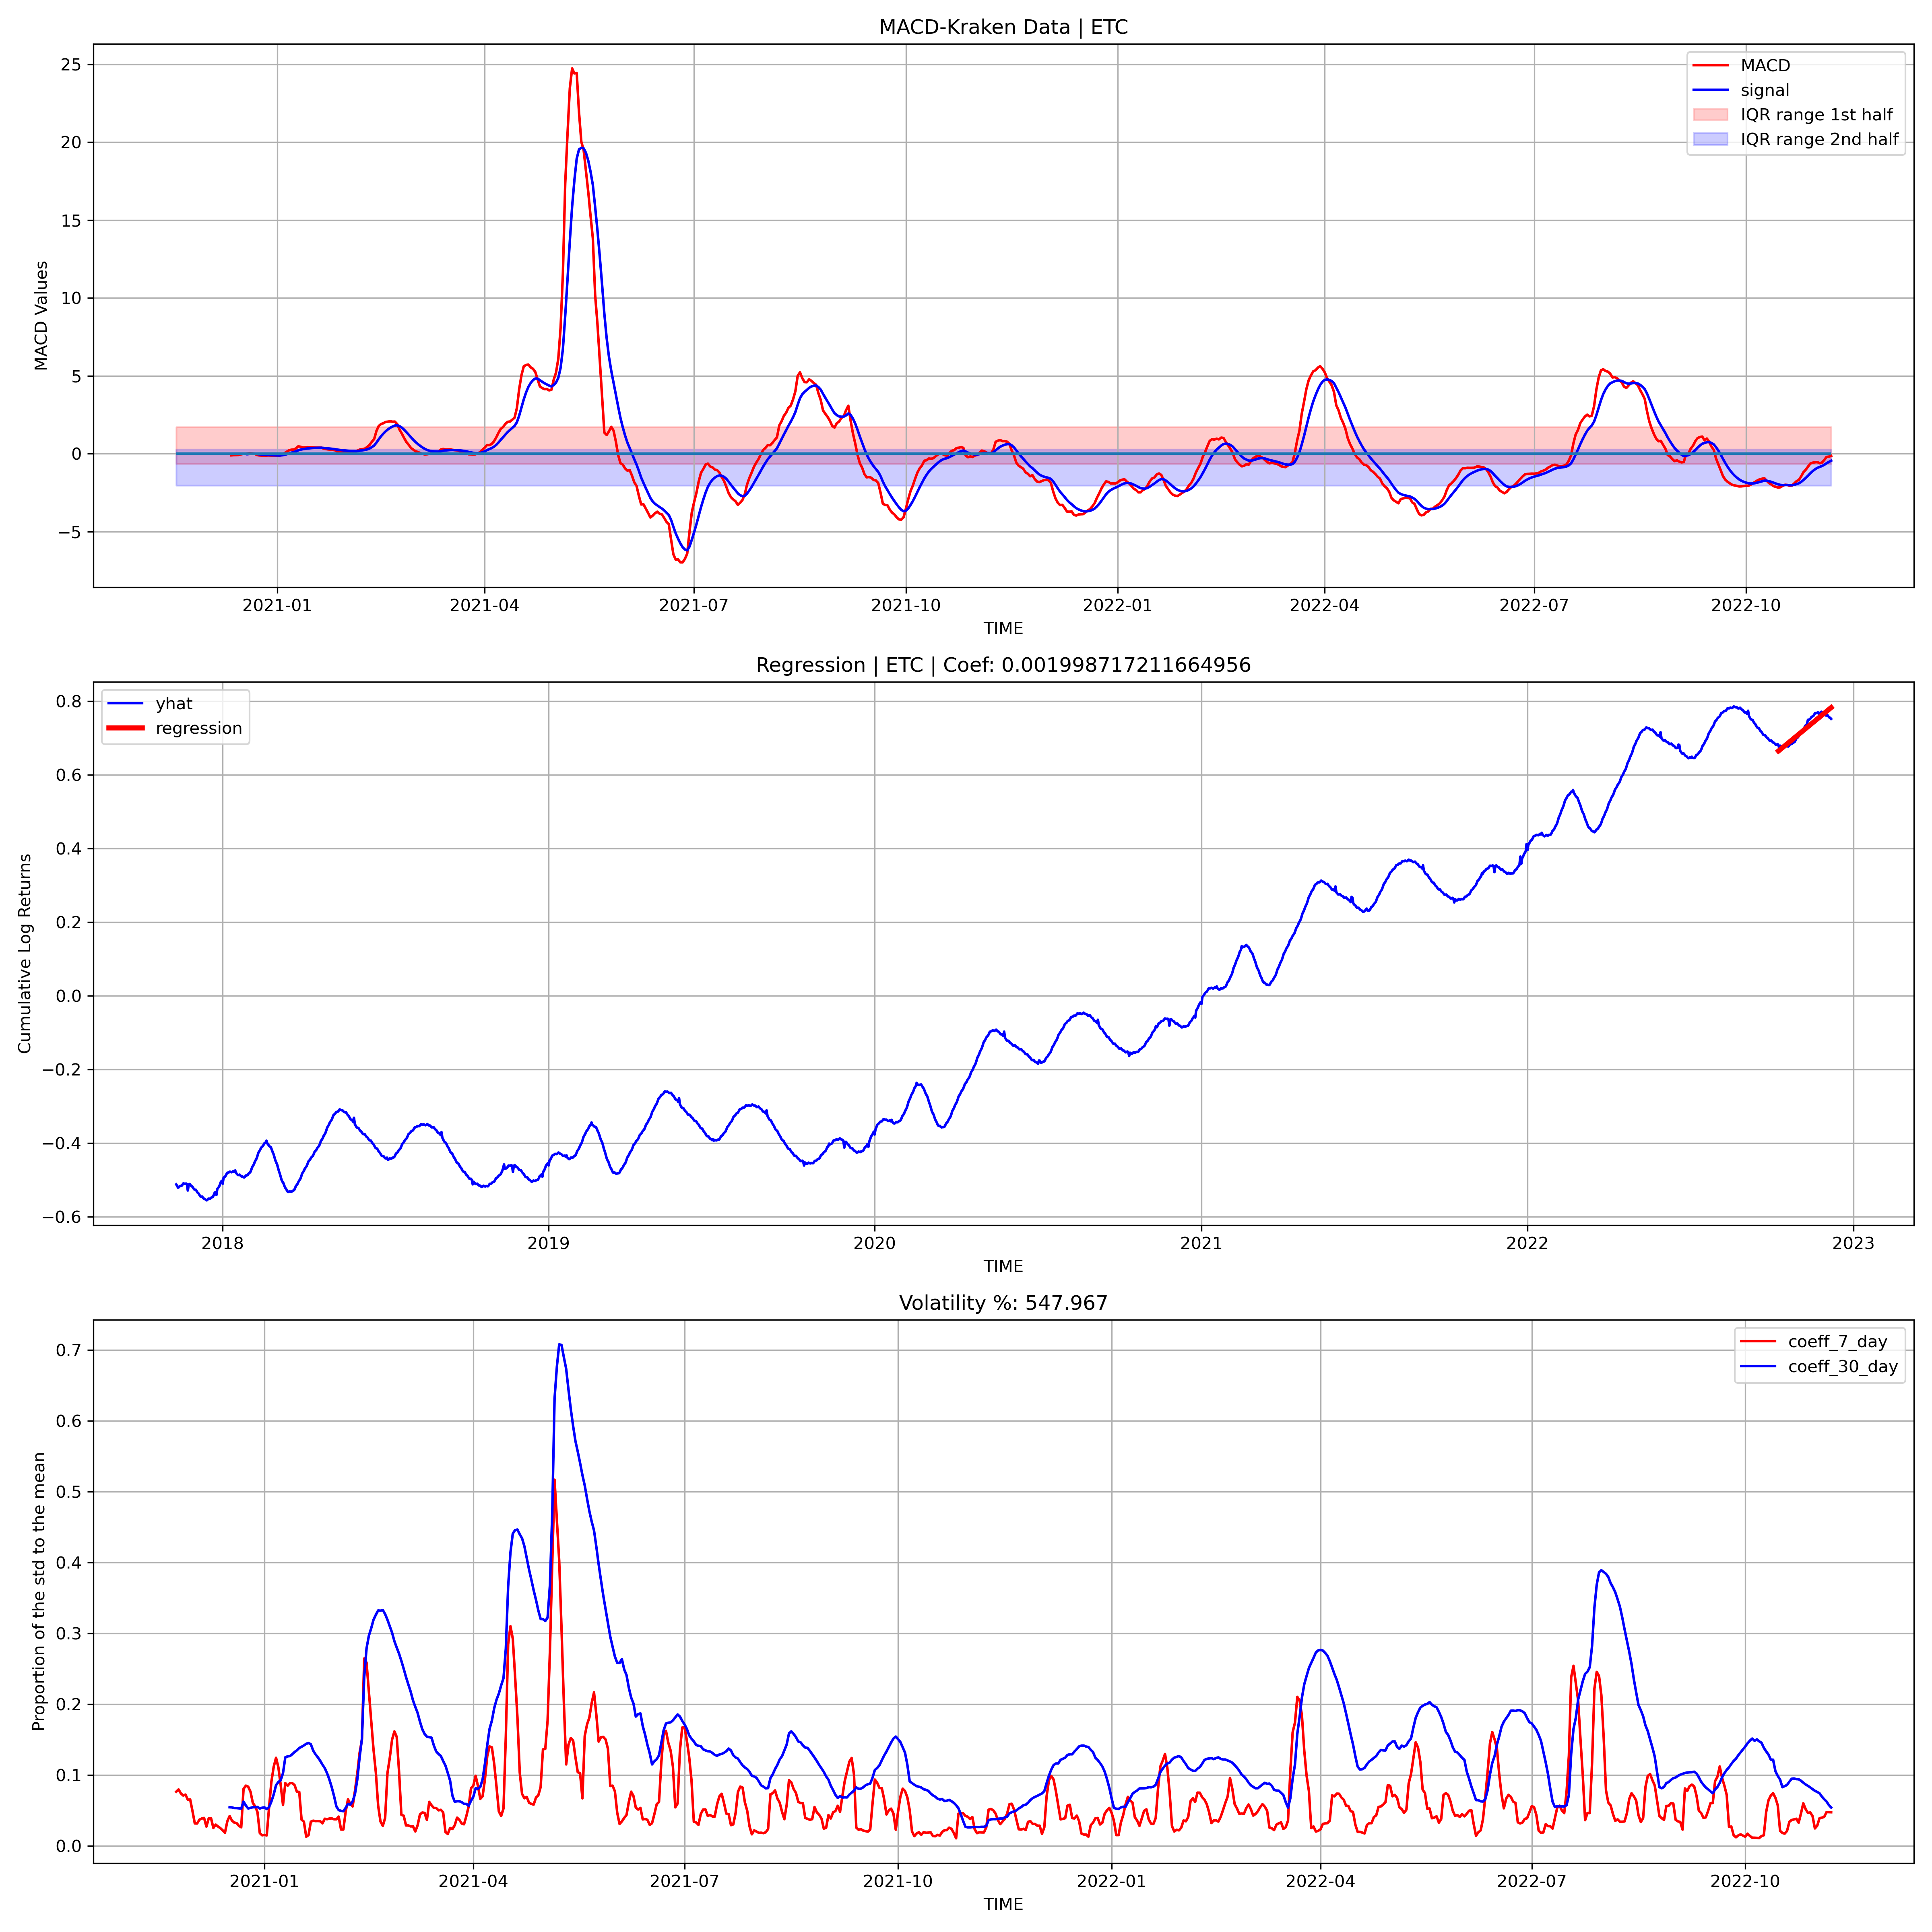 MACD-Kraken Data | ETC
MACD Values
25
20
15
10
5
0
−5
MACD
signal
IQR range 1st half
IQR range 2nd half
2021-01 2021-04 2021-07 2021-10 2022-01 2022-04 2022-07 2022-10
TIME
Regression | ETC | Coef: 0.001998717211664956
Cumulative Log Returns
0.8
0.6
0.4
0.2
0.0
−0.2
−0.4
−0.6
yhat
regression
2018 2019 2020 2021 2022 2023
TIME
Volatility %: 547.967
Proportion of the std to the mean
0.7
0.6
0.5
0.4
0.3
0.2
0.1
0.0
coeff_7_day
coeff_30_day
2021-01 2021-04 2021-07 2021-10 2022-01 2022-04 2022-07 2022-10
TIME